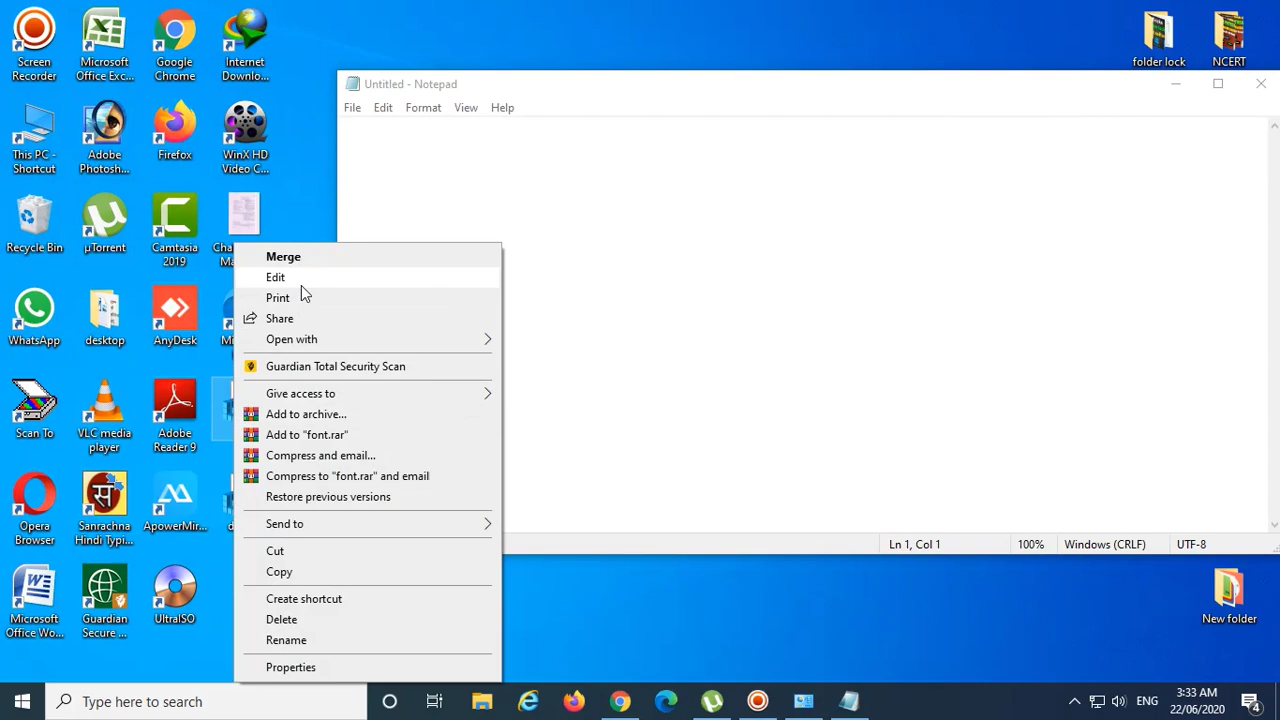 Screen
Recorder
Microsoft
Office Exc...
Google
Chrome
Internet
Downlo...
folder lock
NCERT
Untitled - Notepad
File Edit Format View Help
This PC -
Shortcut
Adobe
Photosh...
Firefox
WinX HD
Video C...
Recycle Bin
µTorrent
Camtasia
2019
WhatsApp
desktop
AnyDesk
Scan To
VLC media
player
Adobe
Reader 9
Opera
Browser
Sanrachna
Hindi Typi...
ApowerMir...
Microsoft
Office Wo...
Guardian
Secure ...
UltraISO
Merge
Edit
Print
Share
Open with
Guardian Total Security Scan
Give access to
Add to archive...
Add to "font.rar"
Compress and email...
Compress to "font.rar" and email
Restore previous versions
Send to
Cut
Copy
Create shortcut
Delete
Rename
Properties
Ln 1, Col 1 100% Windows (CRLF) UTF-8
New folder
Type here to search
ENG
3:33 AM
22/06/2020
4